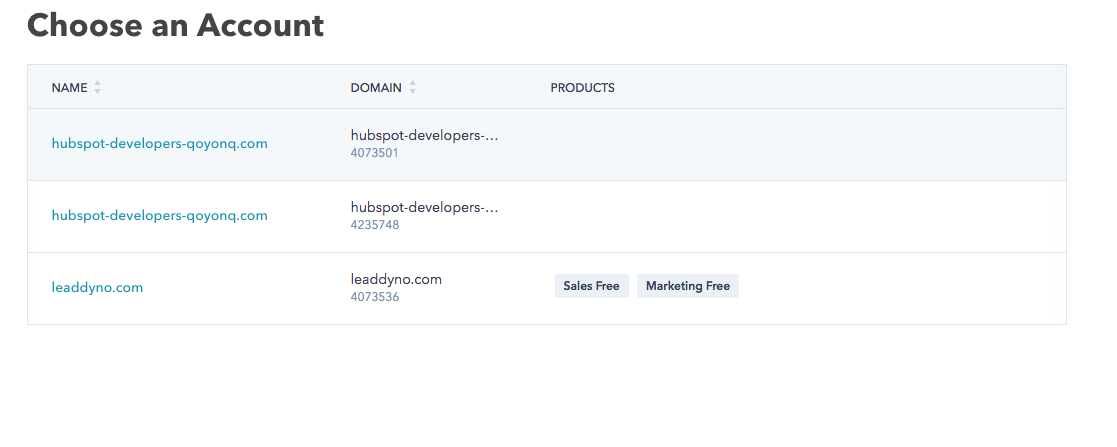 Choose an Account
NAME DOMAIN PRODUCTS
hubspot-developers-qoyonq.com hubspot-developers-...
4073501
hubspot-developers-qoyonq.com hubspot-developers-...
4235748
leaddyno.com leaddyno.com Sales Free Marketing Free
4073536